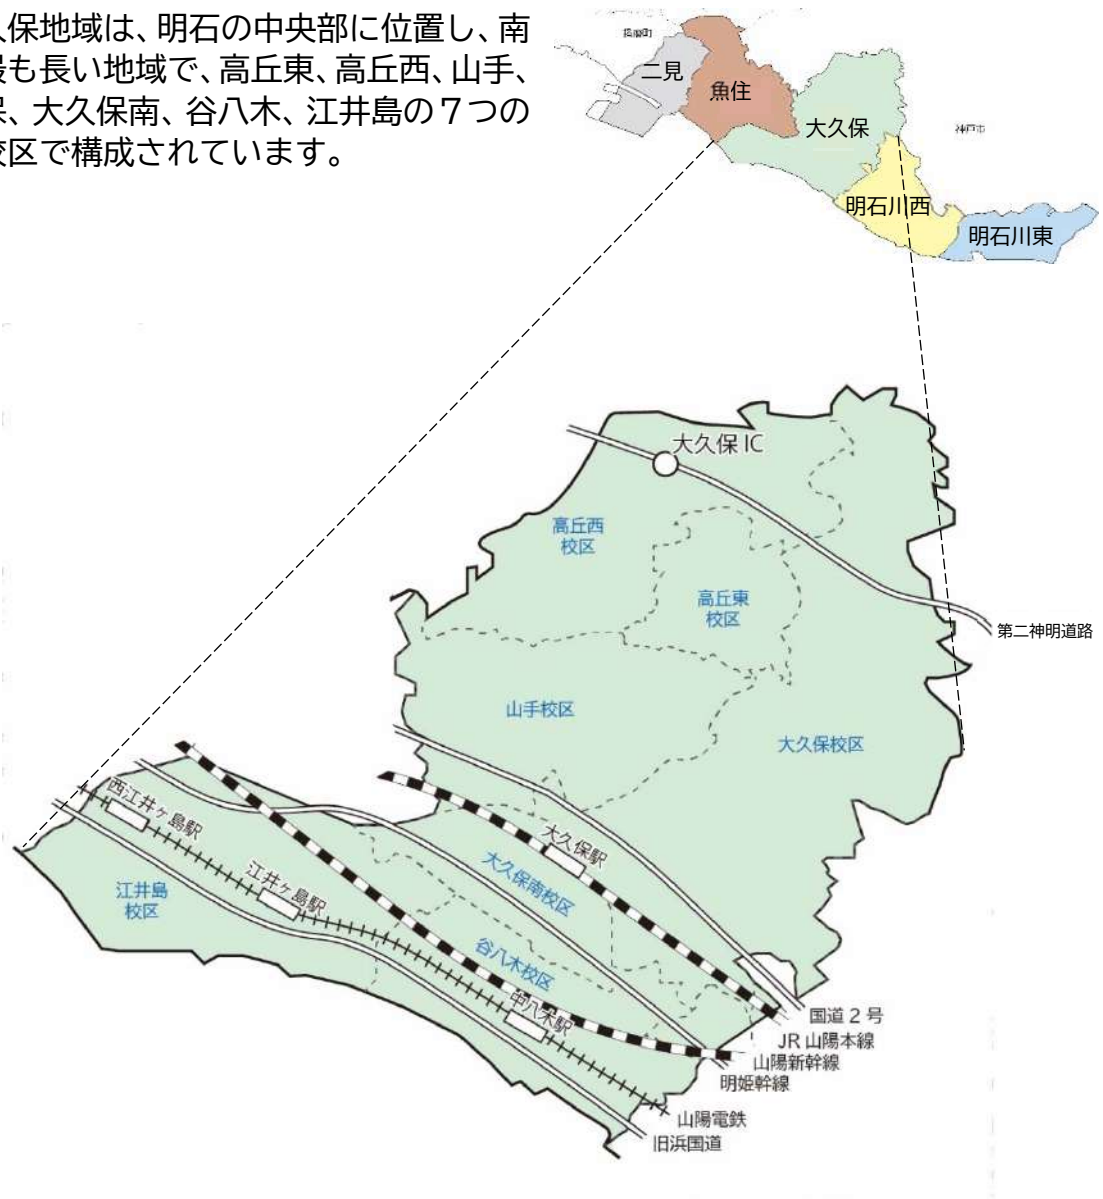 久保地域は、明石の中央部に位置し、南
最も長い地域で、高丘東、高丘西、山手、
保、大久保南、谷八木、江井島の7つの
校区で構成されています。
播磨町
二見
魚住
大久保
神戸市
明石川西
明石川東
大久保 IC
高丘西
校区
高丘東
校区
第二神明道路
山手校区
大久保校区
西江井ヶ島駅
大久保駅
江井ヶ島駅
大久保南校区
江井島
校区
谷八木校区
中八木駅
国道 2 号
JR 山陽本線
山陽新幹線
明姫幹線
山陽電鉄
旧浜国道